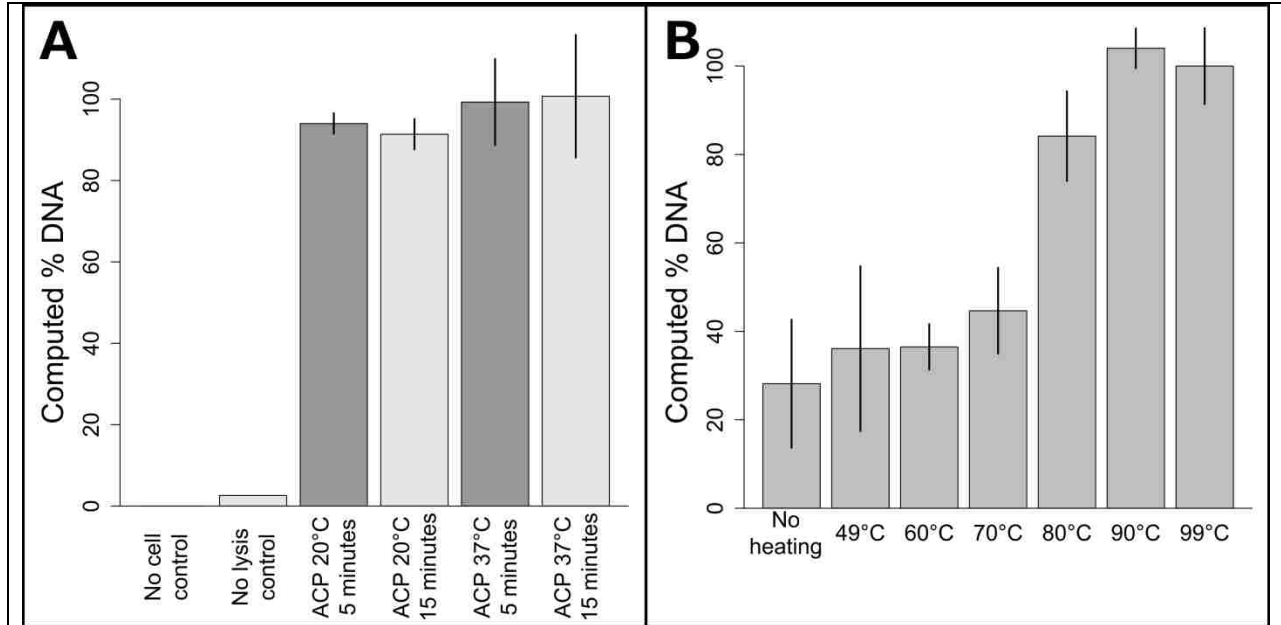 A
Computed % DNA
100
80
60
40
20
0
No cell
control
No lysis
control
ACP 20°C
5 minutes
ACP 20°C
15 minutes
ACP 37°C
5 minutes
ACP 37°C
15 minutes
B
Computed % DNA
100
80
60
40
20
0
No
heating
49°C
60°C
70°C
80°C
90°C
99°C